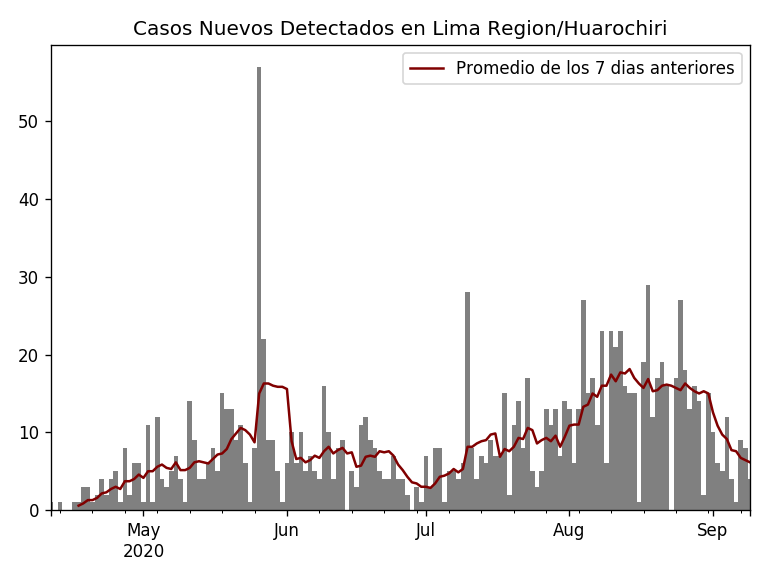 Casos Nuevos Detectados en Lima Region/Huarochiri
Promedio de los 7 dias anteriores
50
40
30
20
10
0
May Jun Jul Aug Sep
2020